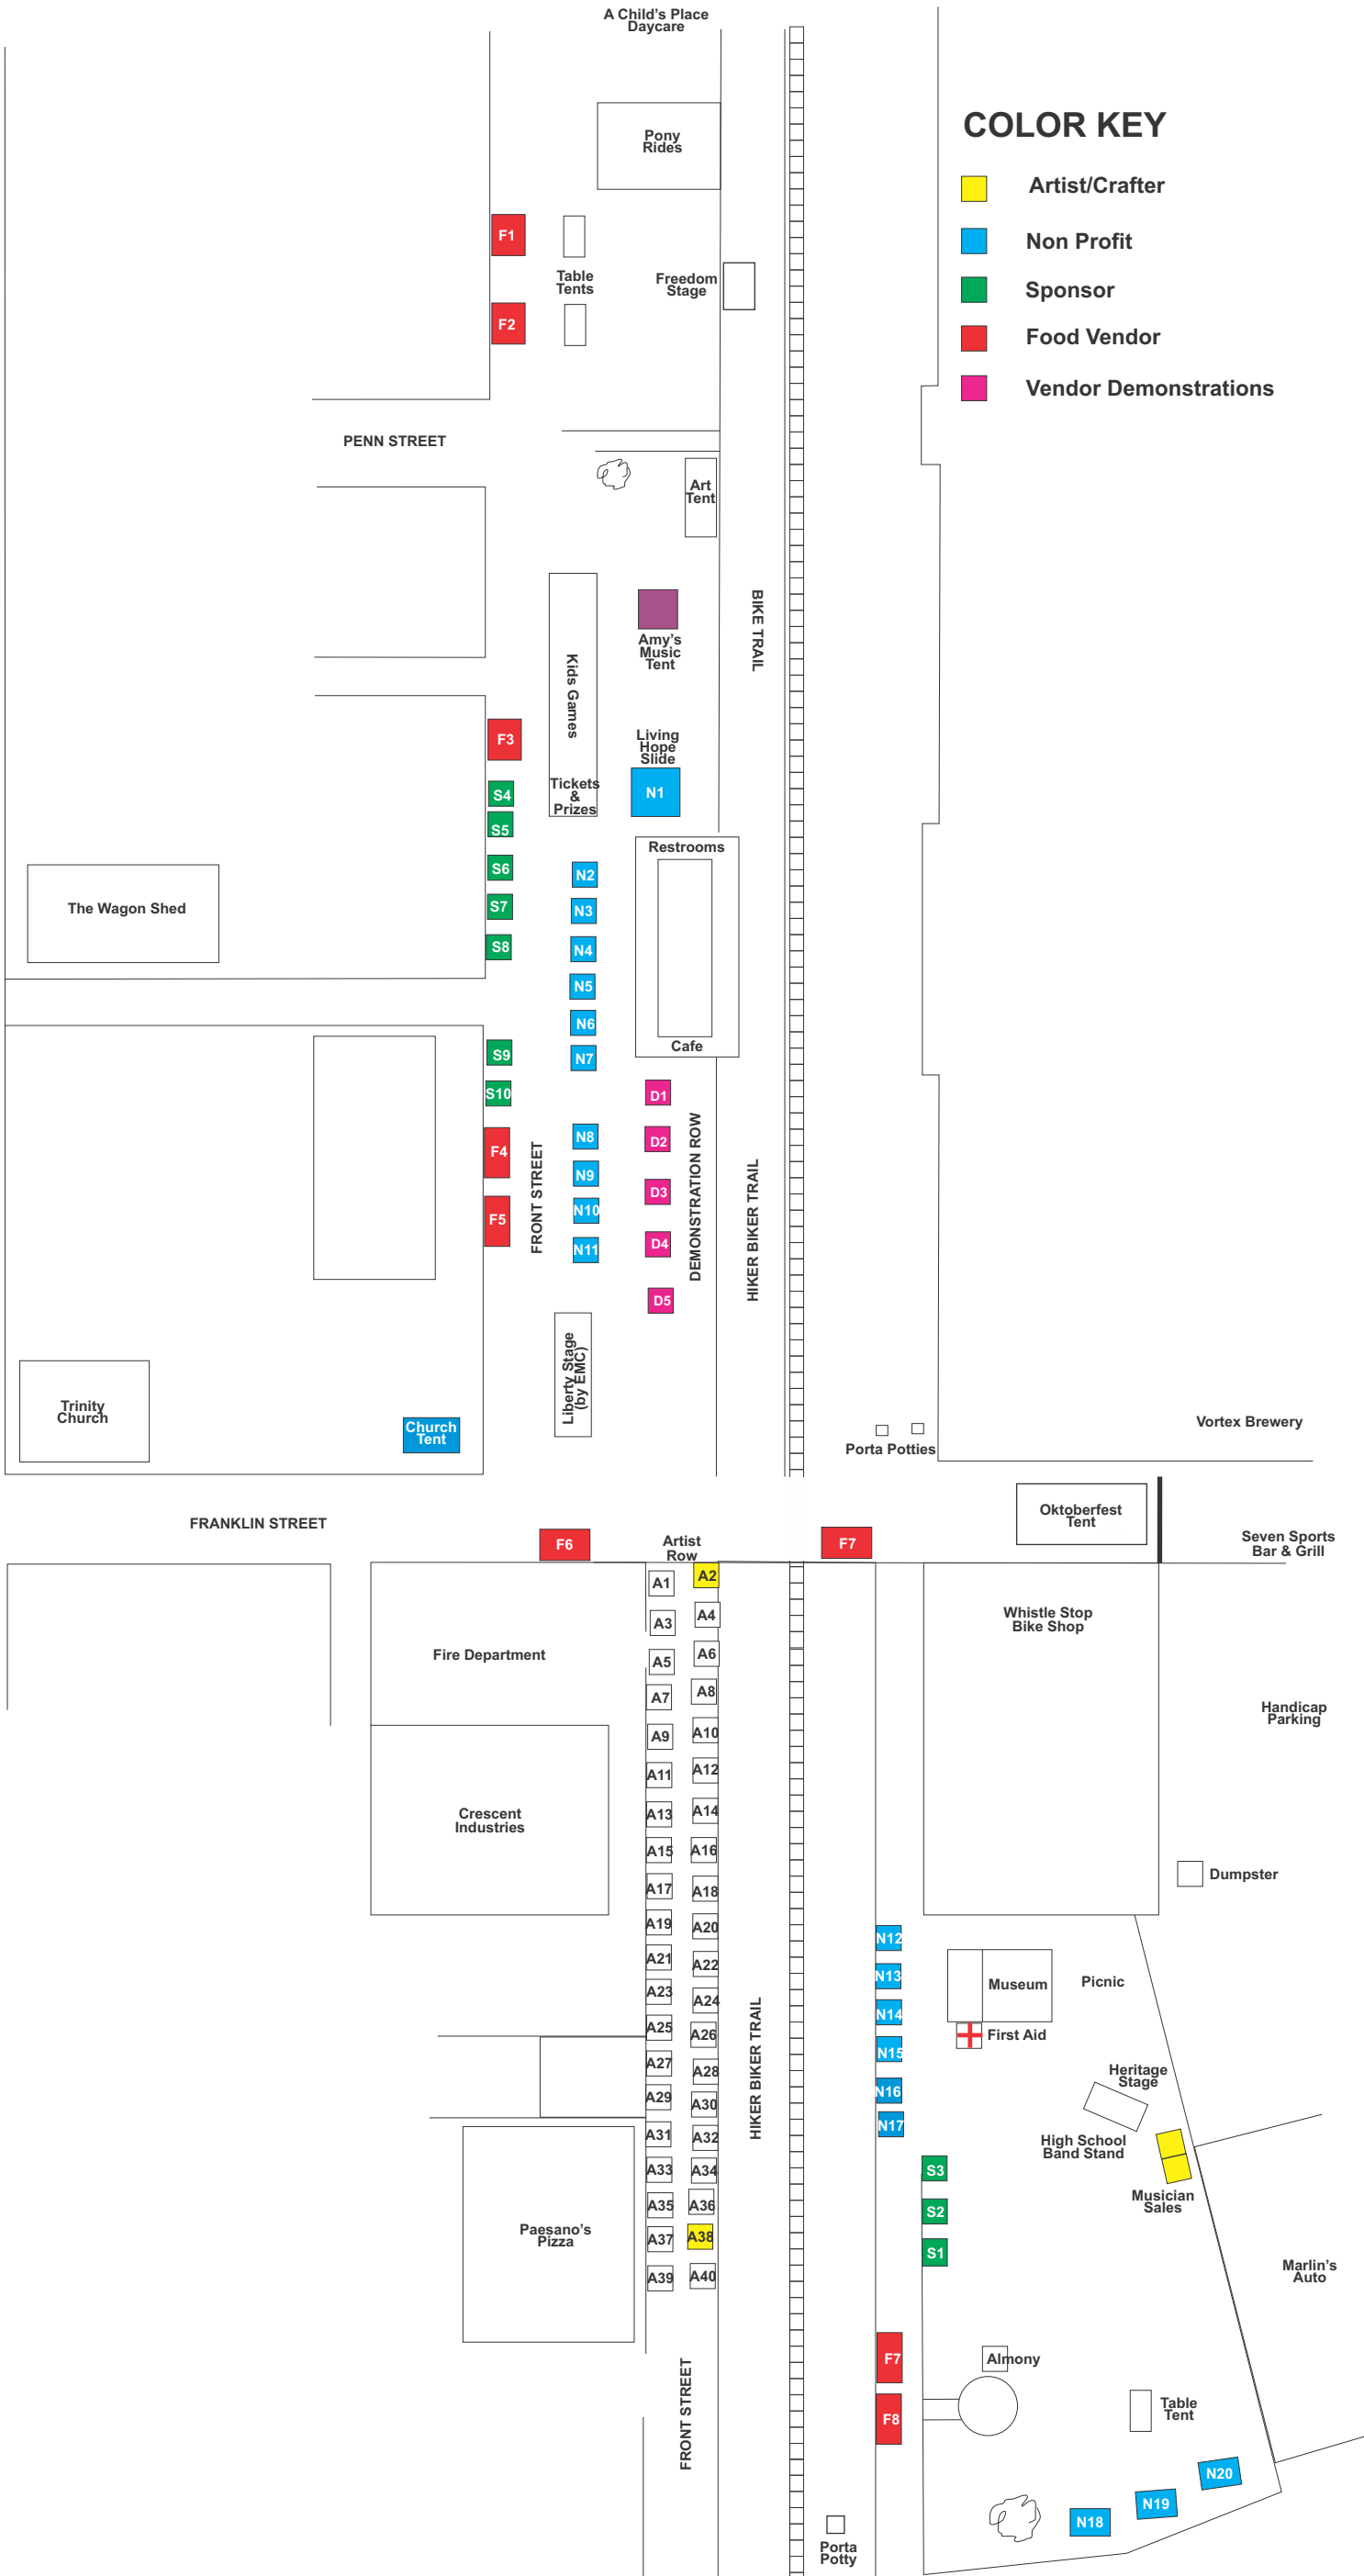 A Child's Place
Daycare
COLOR KEY
Artist/Crafter
Non Profit
Sponsor
Food Vendor
Vendor Demonstrations
Pony
Rides
F1
Table
Tents
F2
Freedom
Stage
PENN STREET
Art
Tent
Amy's
Music
Tent
BIKE TRAIL
Kids Games
Tickets
&
Prizes
Living
Hope
Slide
N1
F3
S4
S5
S6
S7
S8
The Wagon Shed
Restrooms
Cafe
N2
N3
N4
N5
N6
N7
S9
S10
F4
F5
FRONT STREET
N8
N9
N10
N11
D1
D2
D3
D4
D5
DEMONSTRATION ROW
HIKER BIKER TRAIL
Liberty Stage
(by EMC)
Trinity
Church
Church
Tent
Porta Potties
Vortex Brewery
FRANKLIN STREET
F6
Artist
Row
F7
Oktoberfest
Tent
Seven Sports
Bar & Grill
A1
A2
A3
A4
A5
A6
A7
A8
A9
A10
A11
A12
A13
A14
A15
A16
A17
A18
A19
A20
A21
A22
A23
A24
A25
A26
A27
A28
A29
A30
A31
A32
A33
A34
A35
A36
A37
A38
A39
A40
Fire Department
Crescent
Industries
Paesano's
Pizza
HIKER BIKER TRAIL
FRONT STREET
Whistle Stop
Bike Shop
Handicap
Parking
Dumpster
N12
N13
N14
N15
N16
N17
Museum
Picnic
First Aid
Heritage
Stage
High School
Band Stand
Musician
Sales
S3
S2
S1
Marlin's
Auto
F7
F8
Almony
Table
Tent
N20
N19
N18
Porta
Potty